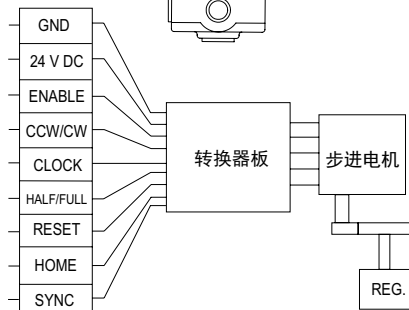 GND
24 V DC
ENABLE
CCW/CW
CLOCK
HALF/FULL
RESET
HOME
SYNC
转换器板
步进电机
REG.